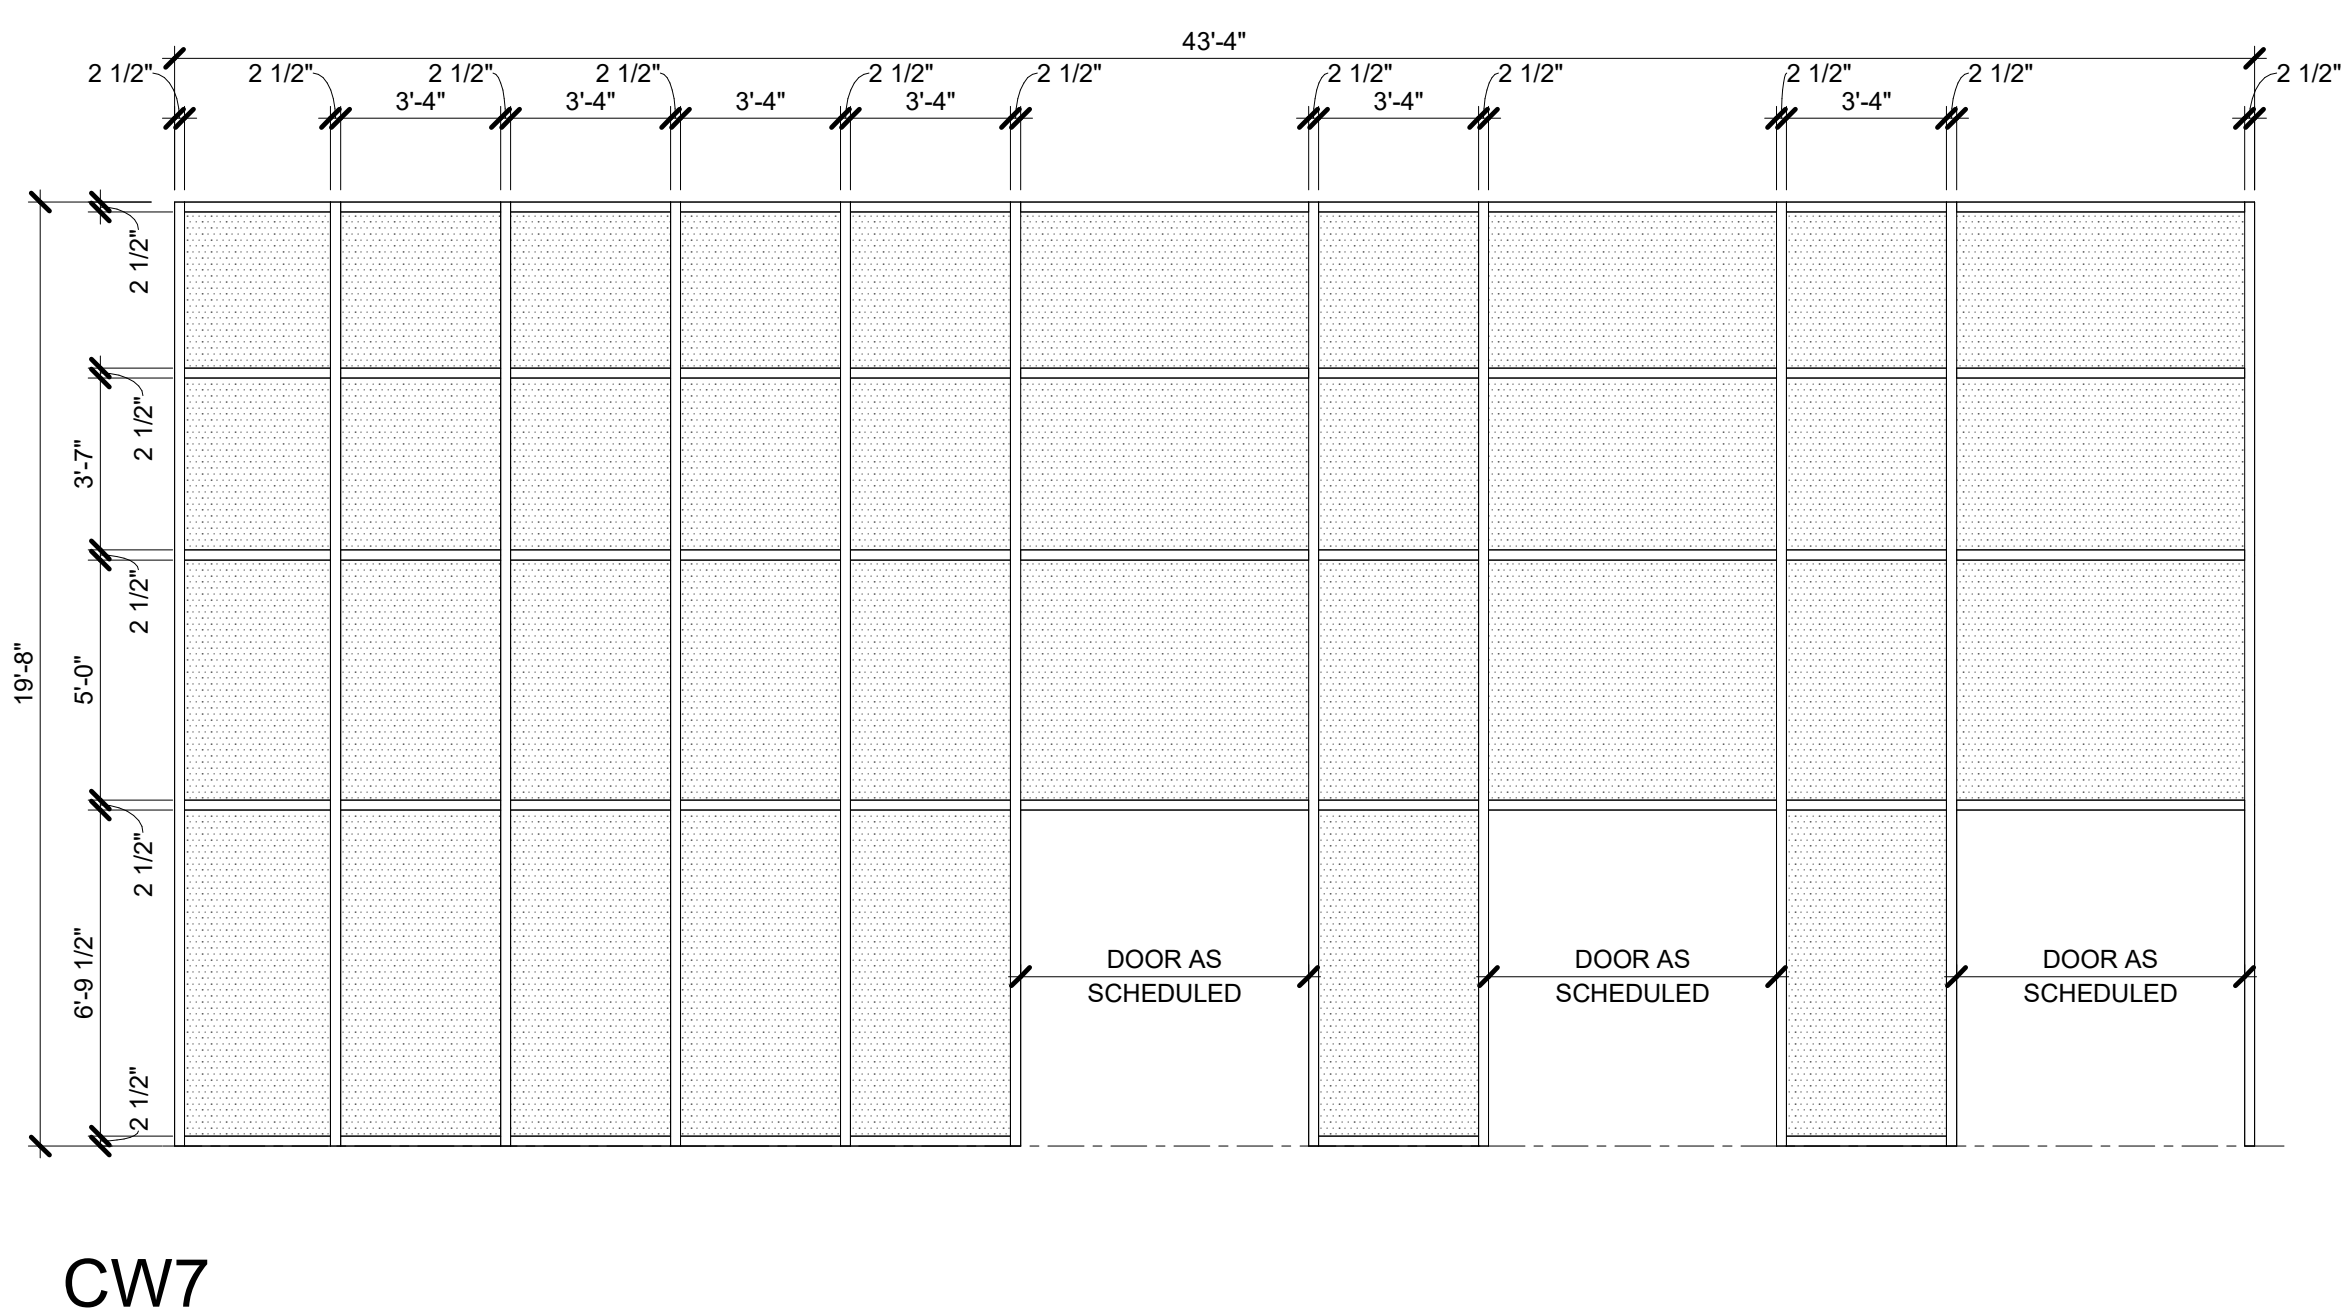 43'-4"
2 1/2" 2 1/2" 2 1/2" 2 1/2" 2 1/2" 2 1/2" 2 1/2" 2 1/2" 2 1/2" 2 1/2" 2 1/2"
3'-4" 3'-4" 3'-4" 3'-4" 3'-4" 3'-4"
2 1/2"
2 1/2"
3'-7"
2 1/2"
19'-8"
5'-0"
2 1/2"
6'-9 1/2"
2 1/2"
DOOR AS
SCHEDULED
DOOR AS
SCHEDULED
DOOR AS
SCHEDULED
CW7